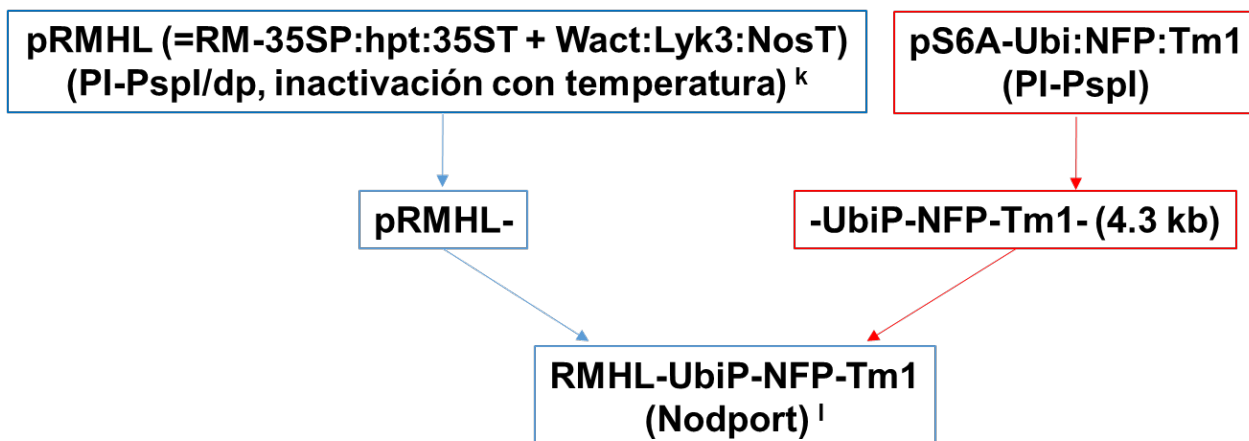 pRMHL (=RM-35SP:hpt:35ST + Wact:Lyk3:NosT)
(PI-PspI/dp, inactivación con temperatura) k
pS6A-Ubi:NFP:Tm1
(PI-PspI)
pRMHL-
-UbiP-NFP-Tm1- (4.3 kb)
RMHL-UbiP-NFP-Tm1
(Nodport) l